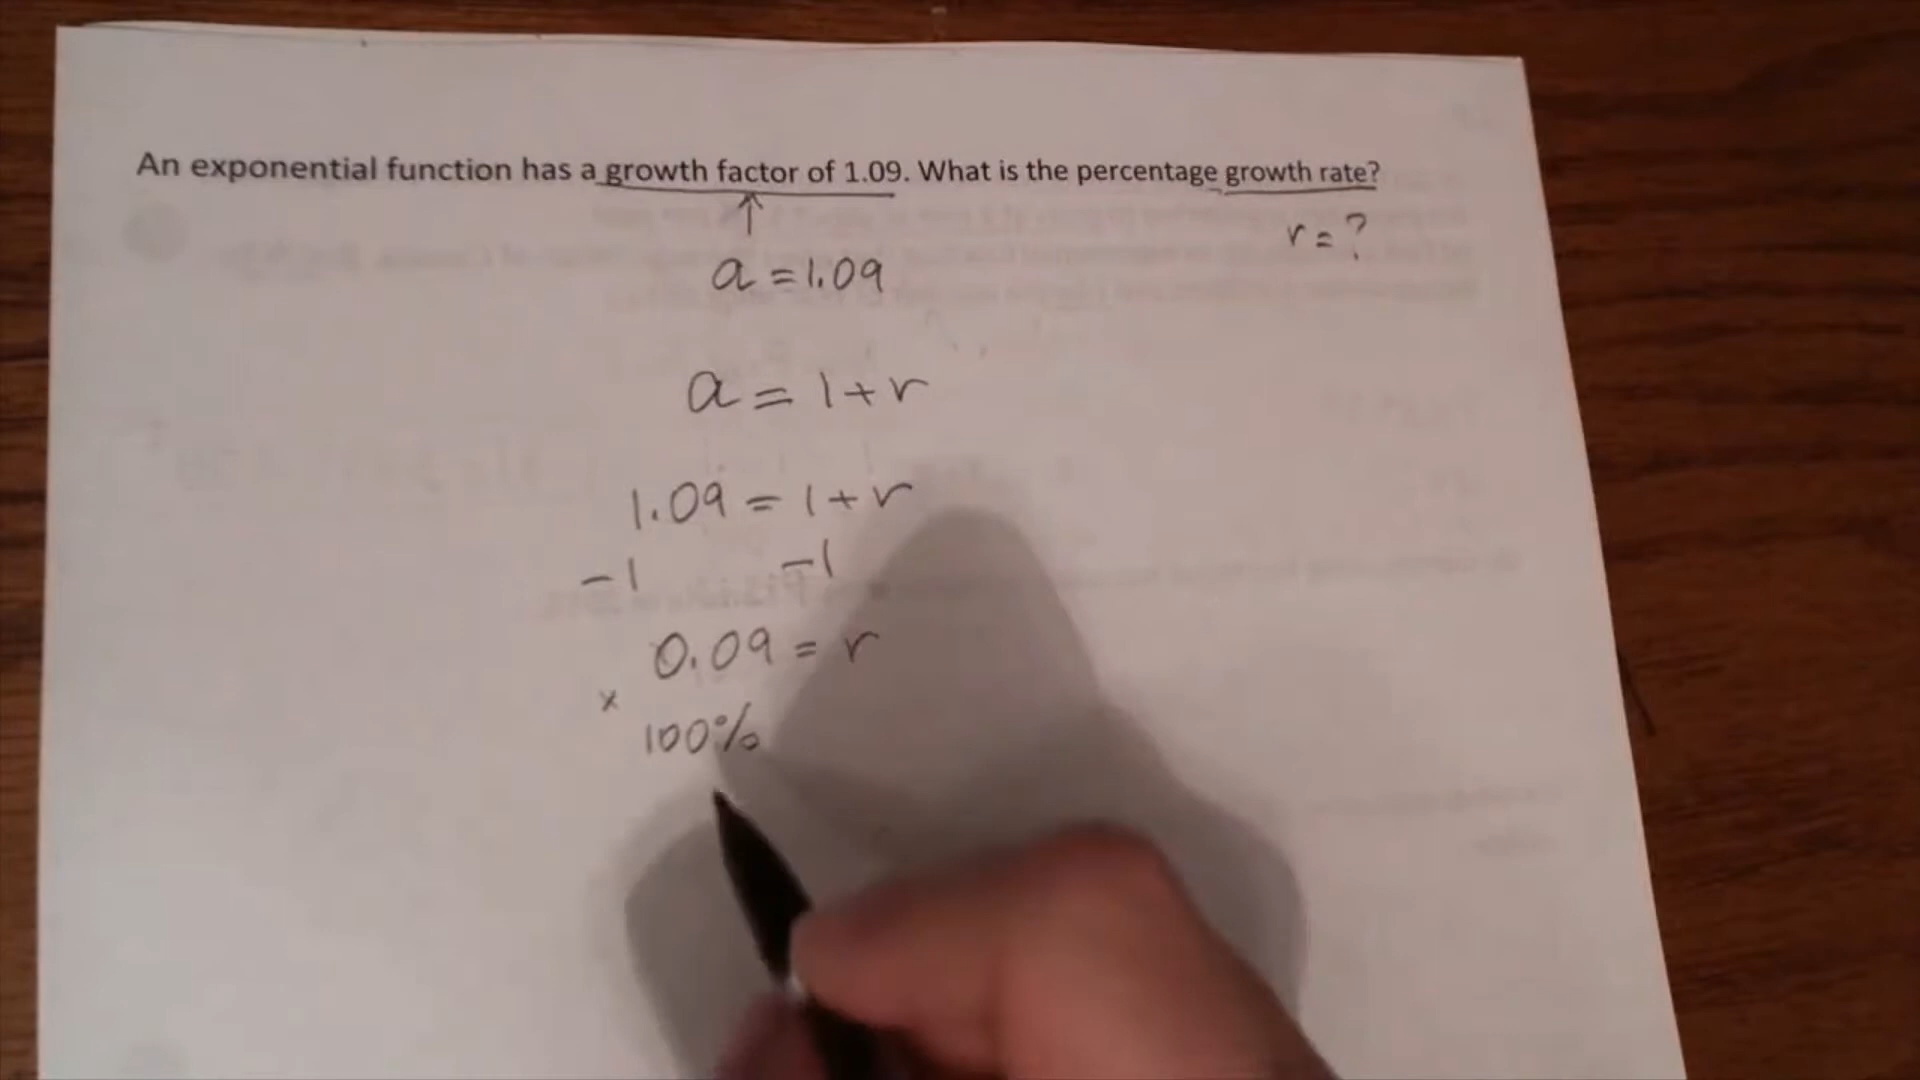 An exponential function has a growth factor of 1.09. What is the percentage growth rate?
r = ?
a = 1.09
a = 1 + r
1.09 = 1 + r
-1 -1
0.09 = r
x
100%